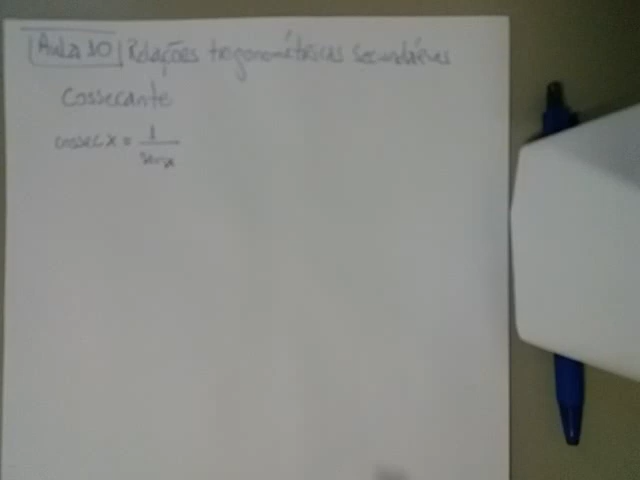 Aula 10 Relações trigonométricas secundárias
Cossecante
cossec x = 1/sen x